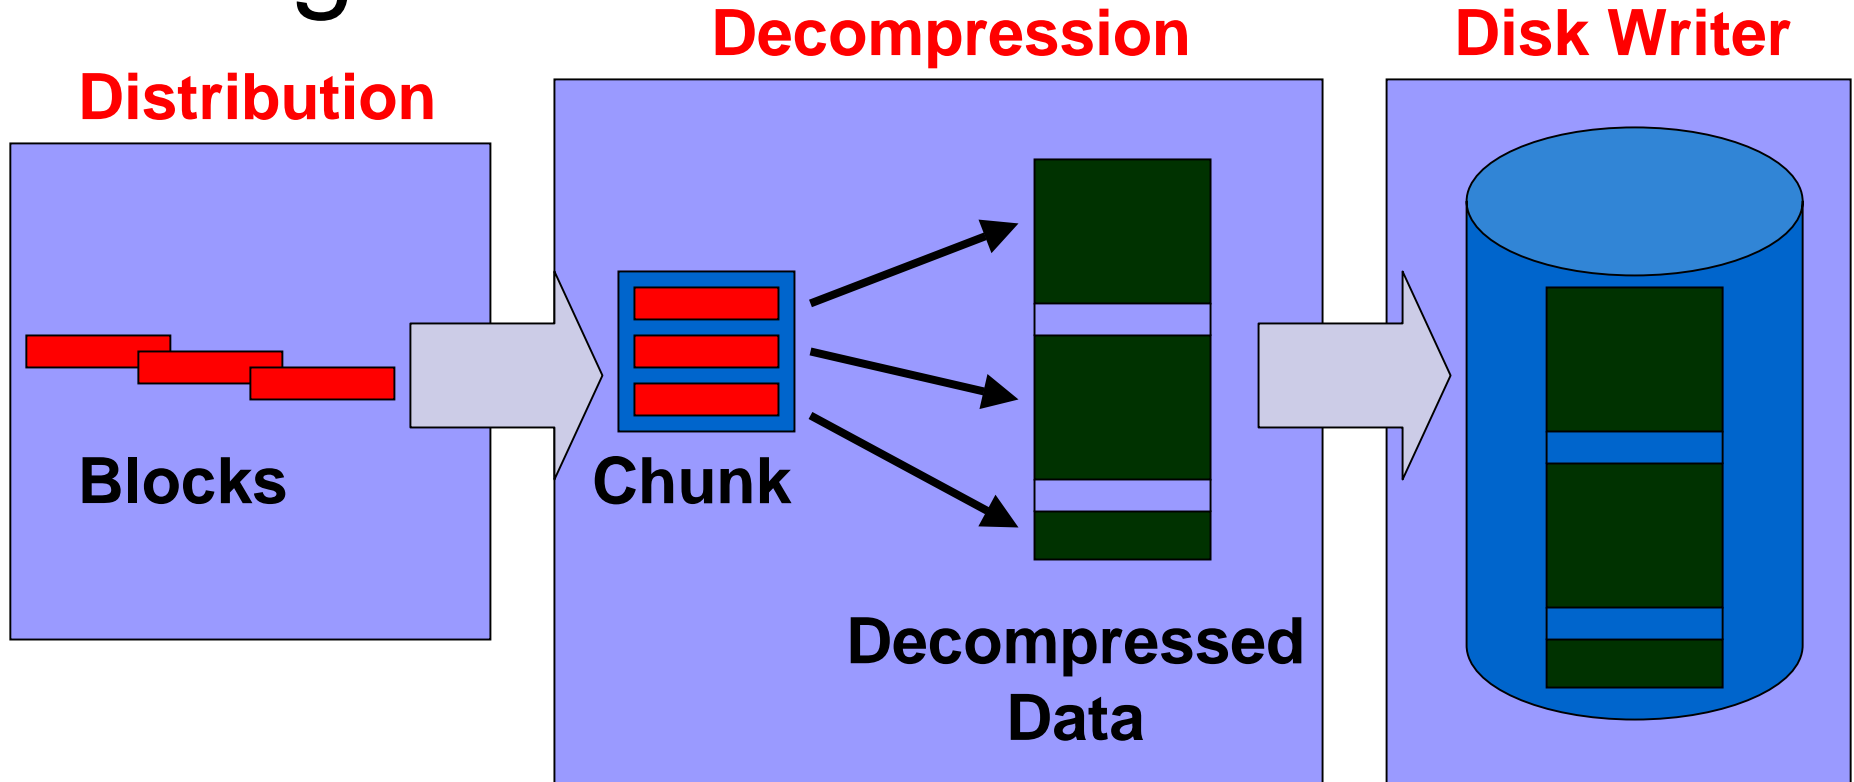 Decompression
Disk Writer
Distribution
Blocks
Chunk
Decompressed
Data